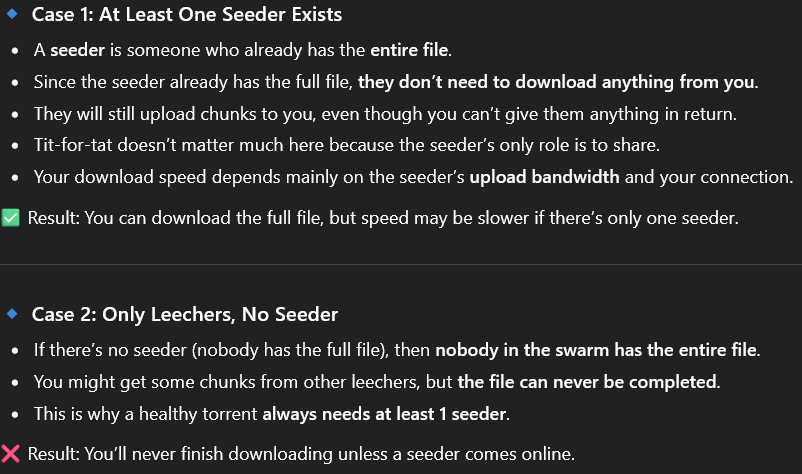 🔹 Case 1: At Least One Seeder Exists
• A seeder is someone who already has the entire file.
• Since the seeder already has the full file, they don’t need to download anything from you.
• They will still upload chunks to you, even though you can’t give them anything in return.
• Tit-for-tat doesn’t matter much here because the seeder’s only role is to share.
• Your download speed depends mainly on the seeder’s upload bandwidth and your connection.
✅ Result: You can download the full file, but speed may be slower if there’s only one seeder.
🔹 Case 2: Only Leechers, No Seeder
• If there’s no seeder (nobody has the full file), then nobody in the swarm has the entire file.
• You might get some chunks from other leechers, but the file can never be completed.
• This is why a healthy torrent always needs at least 1 seeder.
❌ Result: You’ll never finish downloading unless a seeder comes online.